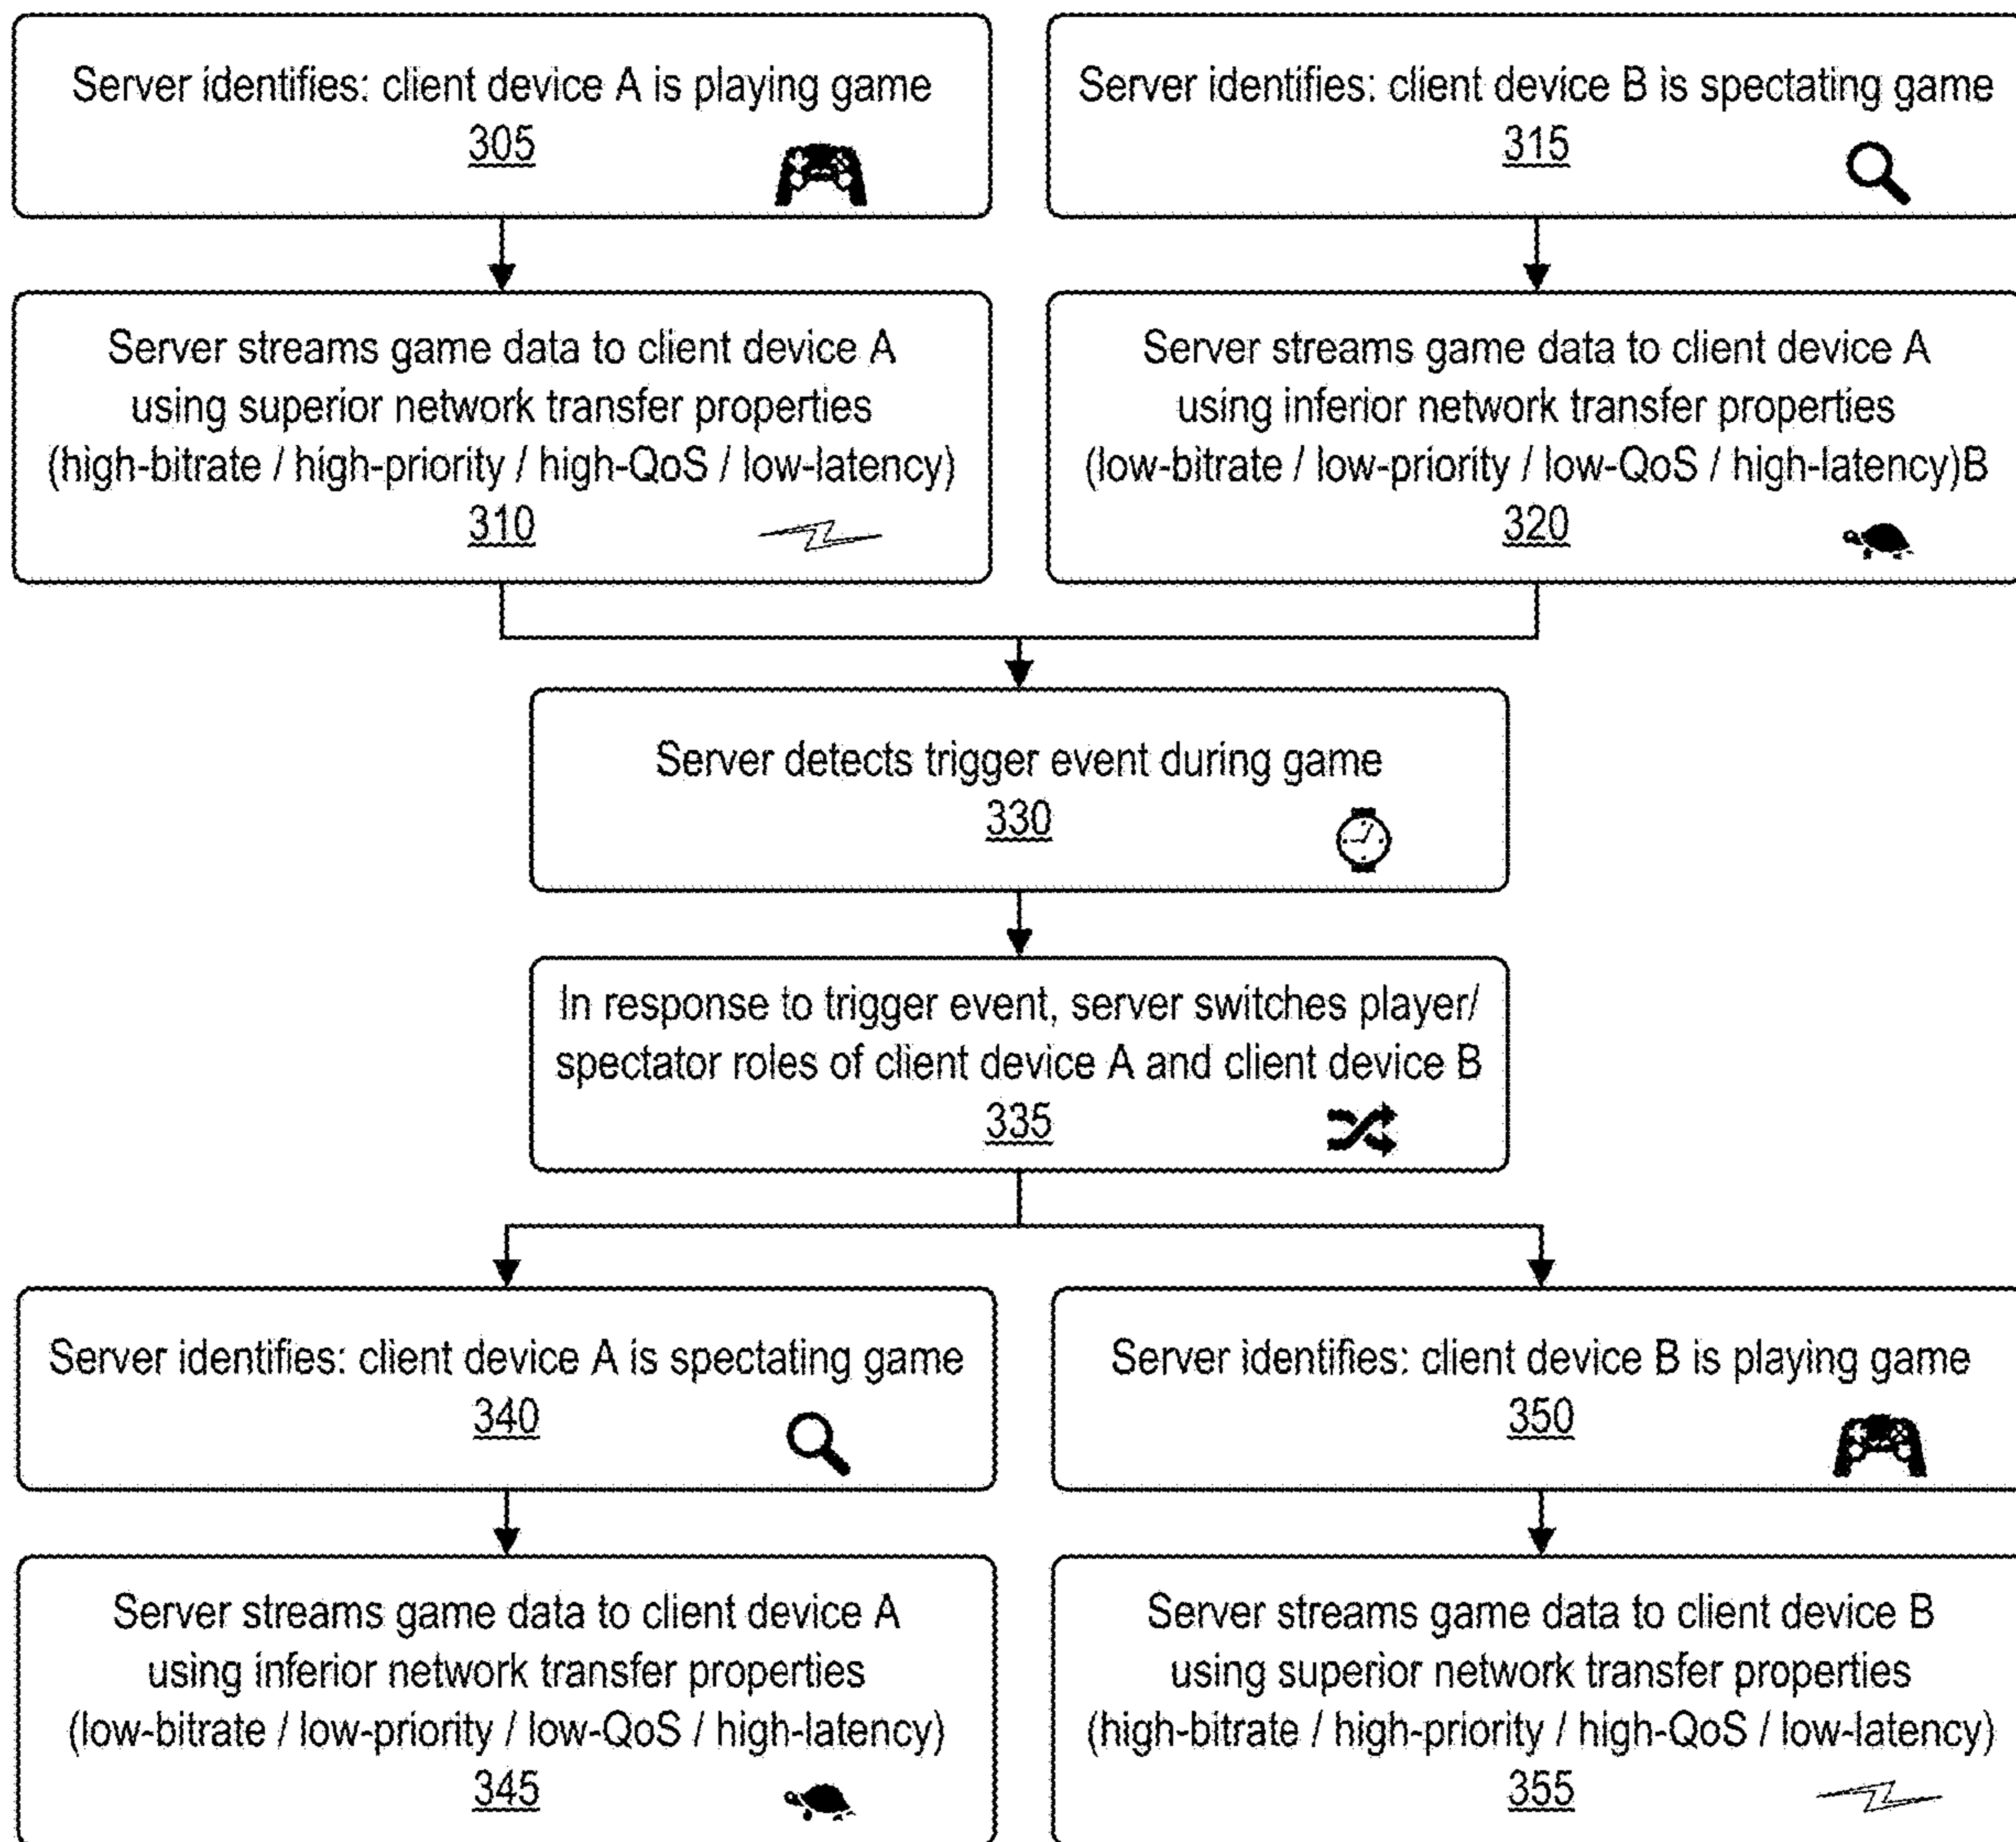 Server identifies: client device A is playing game
305
Server identifies: client device B is spectating game
315
Server streams game data to client device A
using superior network transfer properties
(high-bitrate / high-priority / high-QoS / low-latency)
310
Server streams game data to client device A
using inferior network transfer properties
(low-bitrate / low-priority / low-QoS / high-latency)B
320
Server detects trigger event during game
330
In response to trigger event, server switches player/
spectator roles of client device A and client device B
335
Server identifies: client device A is spectating game
340
Server identifies: client device B is playing game
350
Server streams game data to client device A
using inferior network transfer properties
(low-bitrate / low-priority / low-QoS / high-latency)
345
Server streams game data to client device B
using superior network transfer properties
(high-bitrate / high-priority / high-QoS / low-latency)
355